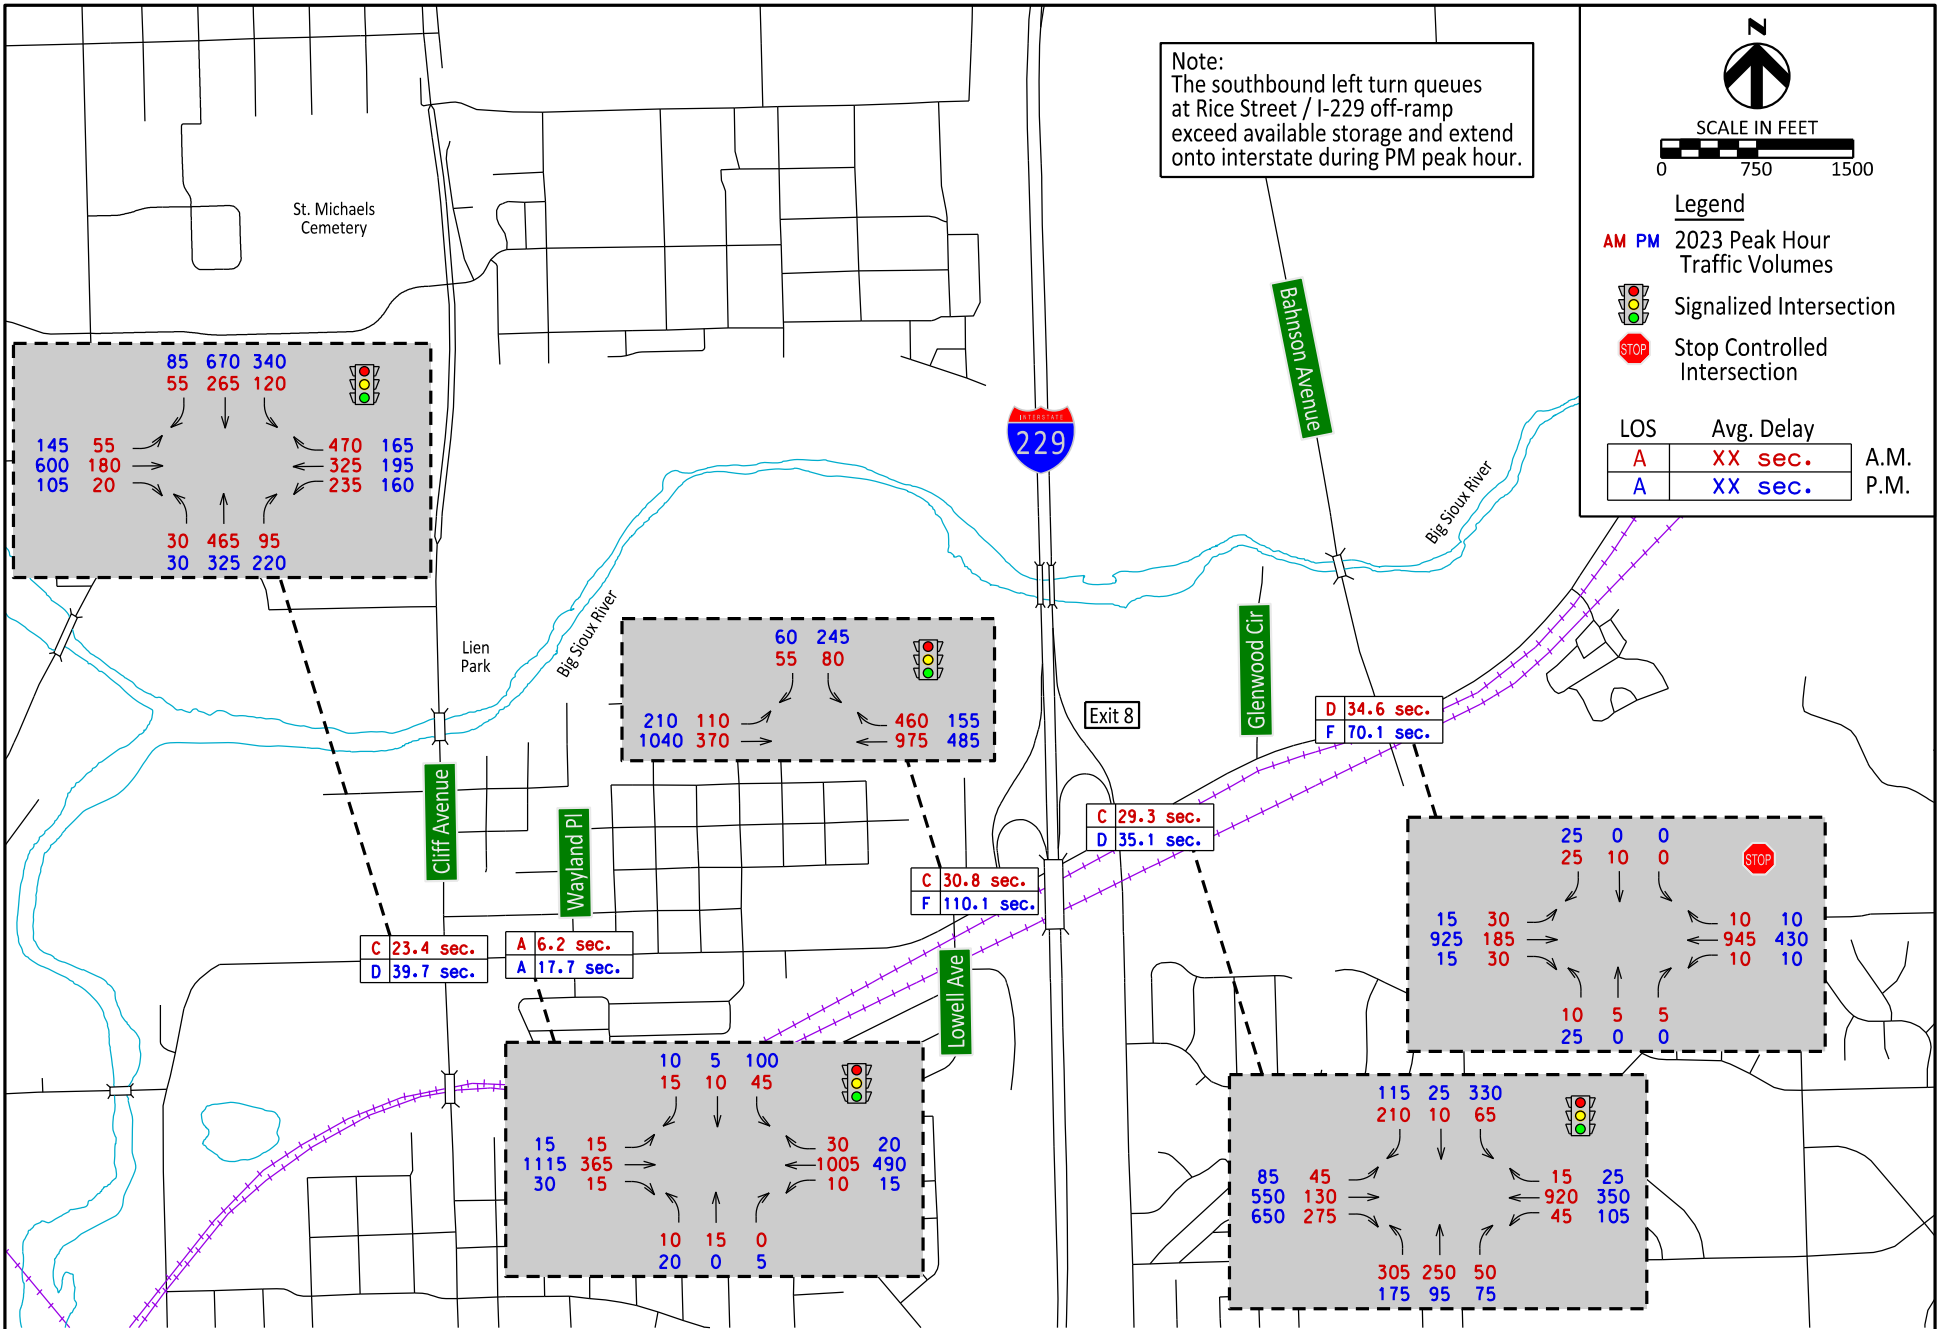 Note:
The southbound left turn queues
at Rice Street / I-229 off-ramp
exceed available storage and extend
onto interstate during PM peak hour.
N
SCALE IN FEET
0 750 1500
Legend
AM PM 2023 Peak Hour
Traffic Volumes
Signalized Intersection
STOP Stop Controlled
Intersection
LOS Avg. Delay
A XX sec. A.M.
A XX sec. P.M.
St. Michaels
Cemetery
Bahnson Avenue
85 670 340
55 265 120
145 55 470 165
600 180 325 195
105 20 235 160
30 465 95
30 325 220
INTERSTATE
229
Big Sioux River
Lien
Park
Big Sioux River
60 245
55 80
210 110 460 155
1040 370 975 485
Glenwood Cir
Exit 8
D 34.6 sec.
F 70.1 sec.
Cliff Avenue
Wayland Pl
C 29.3 sec.
D 35.1 sec.
C 30.8 sec.
F 110.1 sec.
C 23.4 sec.
D 39.7 sec.
A 6.2 sec.
A 17.7 sec.
Lowell Ave
25 0 0
25 10 0
STOP
15 30 10 10
925 185 945 430
15 30 10 10
10 5 5
25 0 0
10 5 100
15 10 45
15 15 30 20
1115 365 1005 490
30 15 10 15
10 15 0
20 0 5
115 25 330
210 10 65
85 45 15 25
550 130 920 350
650 275 45 105
305 250 50
175 95 75